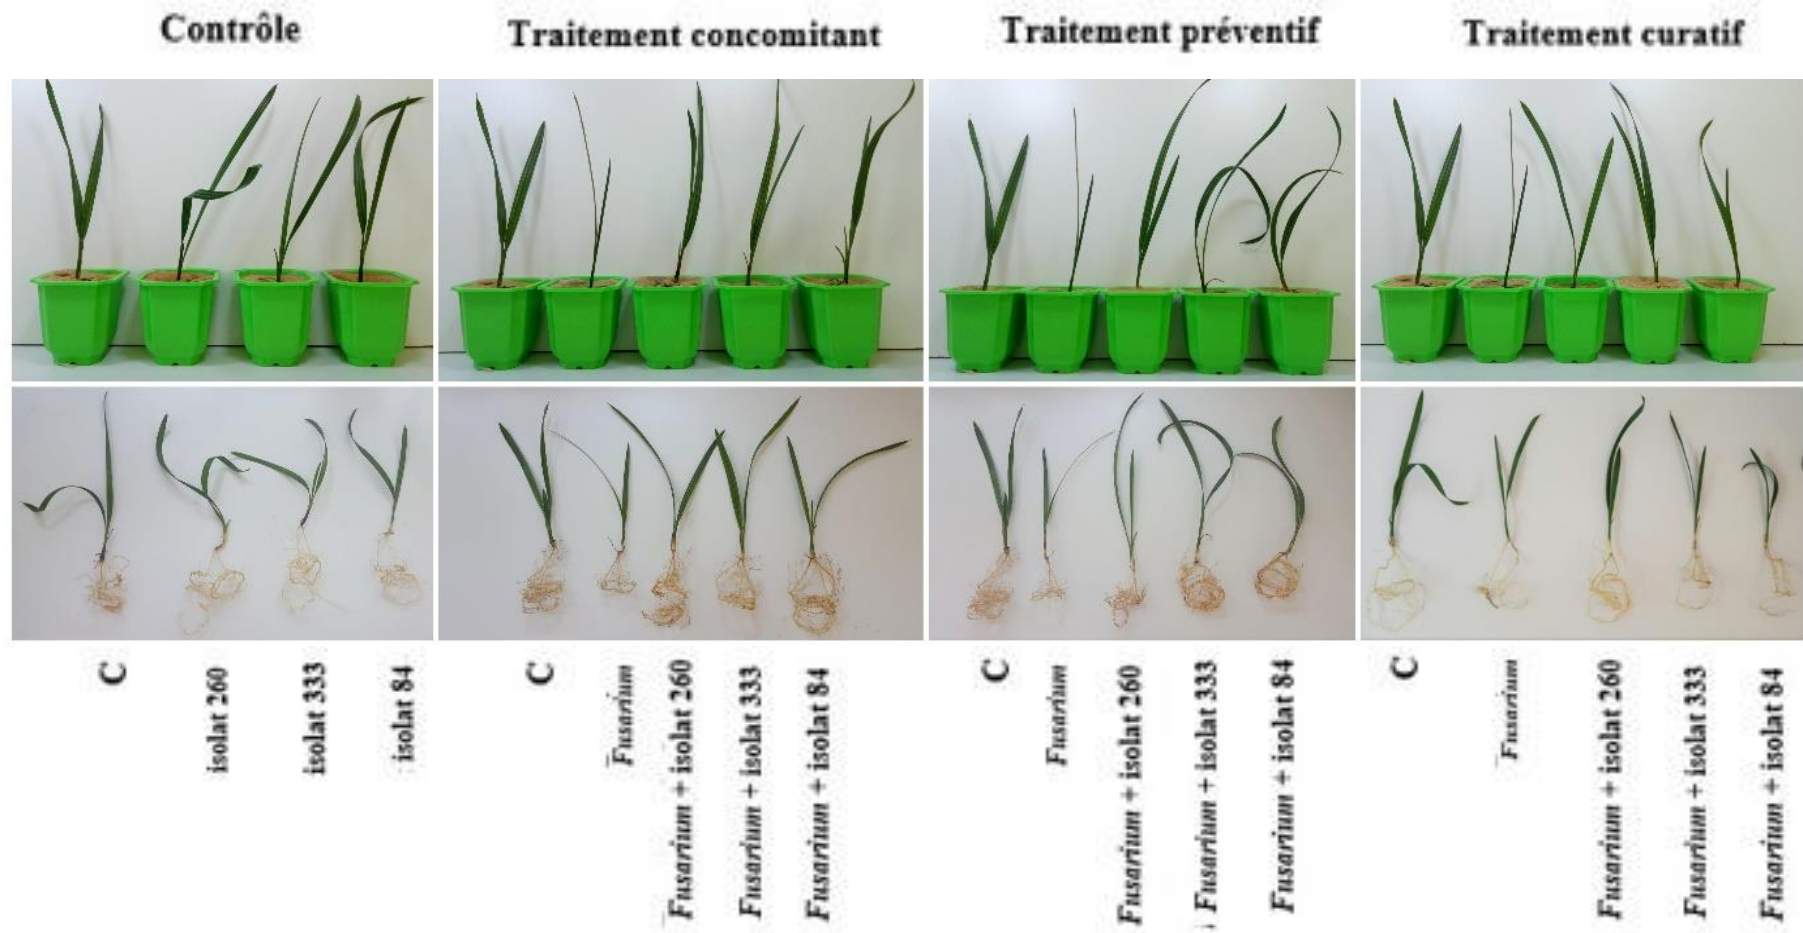 Contrôle
Traitement concomitant
Traitement préventif
Traitement curatif
C
isolat 260
isolat 333
isolat 84
C
Fusarium
Fusarium + isolat 260
Fusarium + isolat 333
Fusarium + isolat 84
C
Fusarium
Fusarium + isolat 260
Fusarium + isolat 333
Fusarium + isolat 84
C
Fusarium
Fusarium + isolat 260
Fusarium + isolat 333
Fusarium + isolat 84